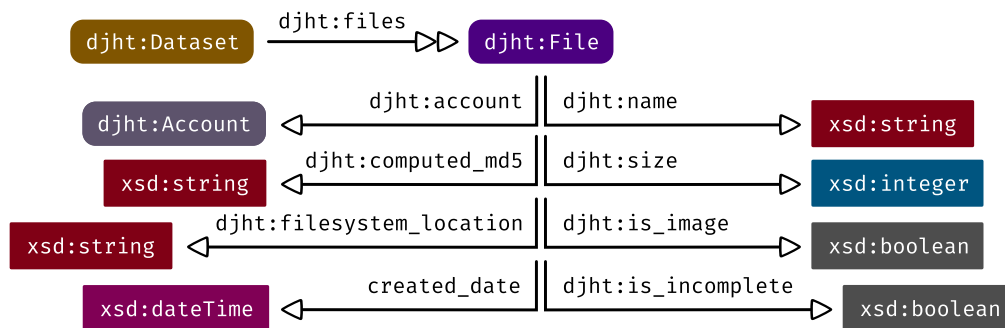 djht:Dataset djht:files djht:File
djht:account djht:name
djht:Account xsd:string
djht:computed_md5 djht:size
xsd:string xsd:integer
djht:filesystem_location djht:is_image
xsd:string xsd:boolean
created_date djht:is_incomplete
xsd:dateTime xsd:boolean